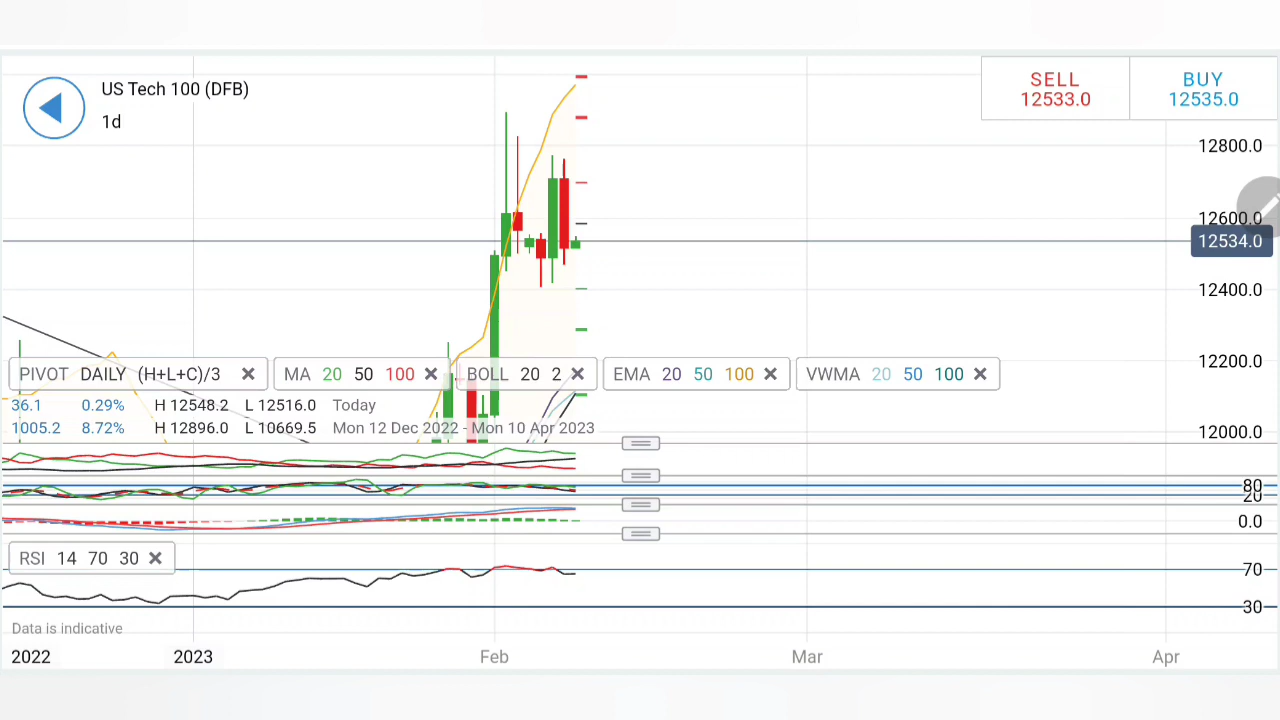 US Tech 100 (DFB)
1d
SELL
12533.0
BUY
12535.0
12800.0
12600.0
12534.0
12400.0
12200.0
12000.0
PIVOT DAILY (H+L+C)/3
MA 20 50 100
BOLL 20 2
EMA 20 50 100
VWMA 20 50 100
36.1 0.29% H 12548.2 L 12516.0 Today
1005.2 8.72% H 12896.0 L 10669.5 Mon 12 Dec 2022 - Mon 10 Apr 2023
80
20
0.0
RSI 14 70 30
70
30
Data is indicative
2022 2023 Feb Mar Apr